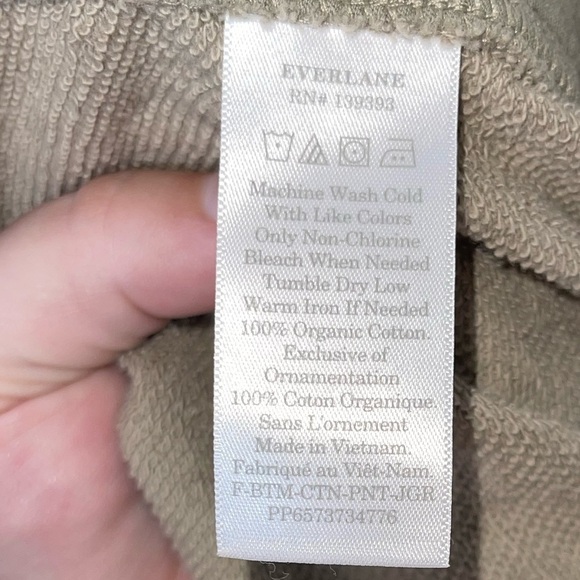 EVERLANE
RN# 139393
Machine Wash Cold
With Like Colors
Only Non-Chlorine
Bleach When Needed
Tumble Dry Low
Warm Iron If Needed
100% Organic Cotton.
Exclusive of
Ornamentation
100% Coton Organique.
Sans L'ornement
Made in Vietnam.
Fabriqué au Viêt-Nam.
F-BTM-CTN-PNT-JGR
PP6573734776